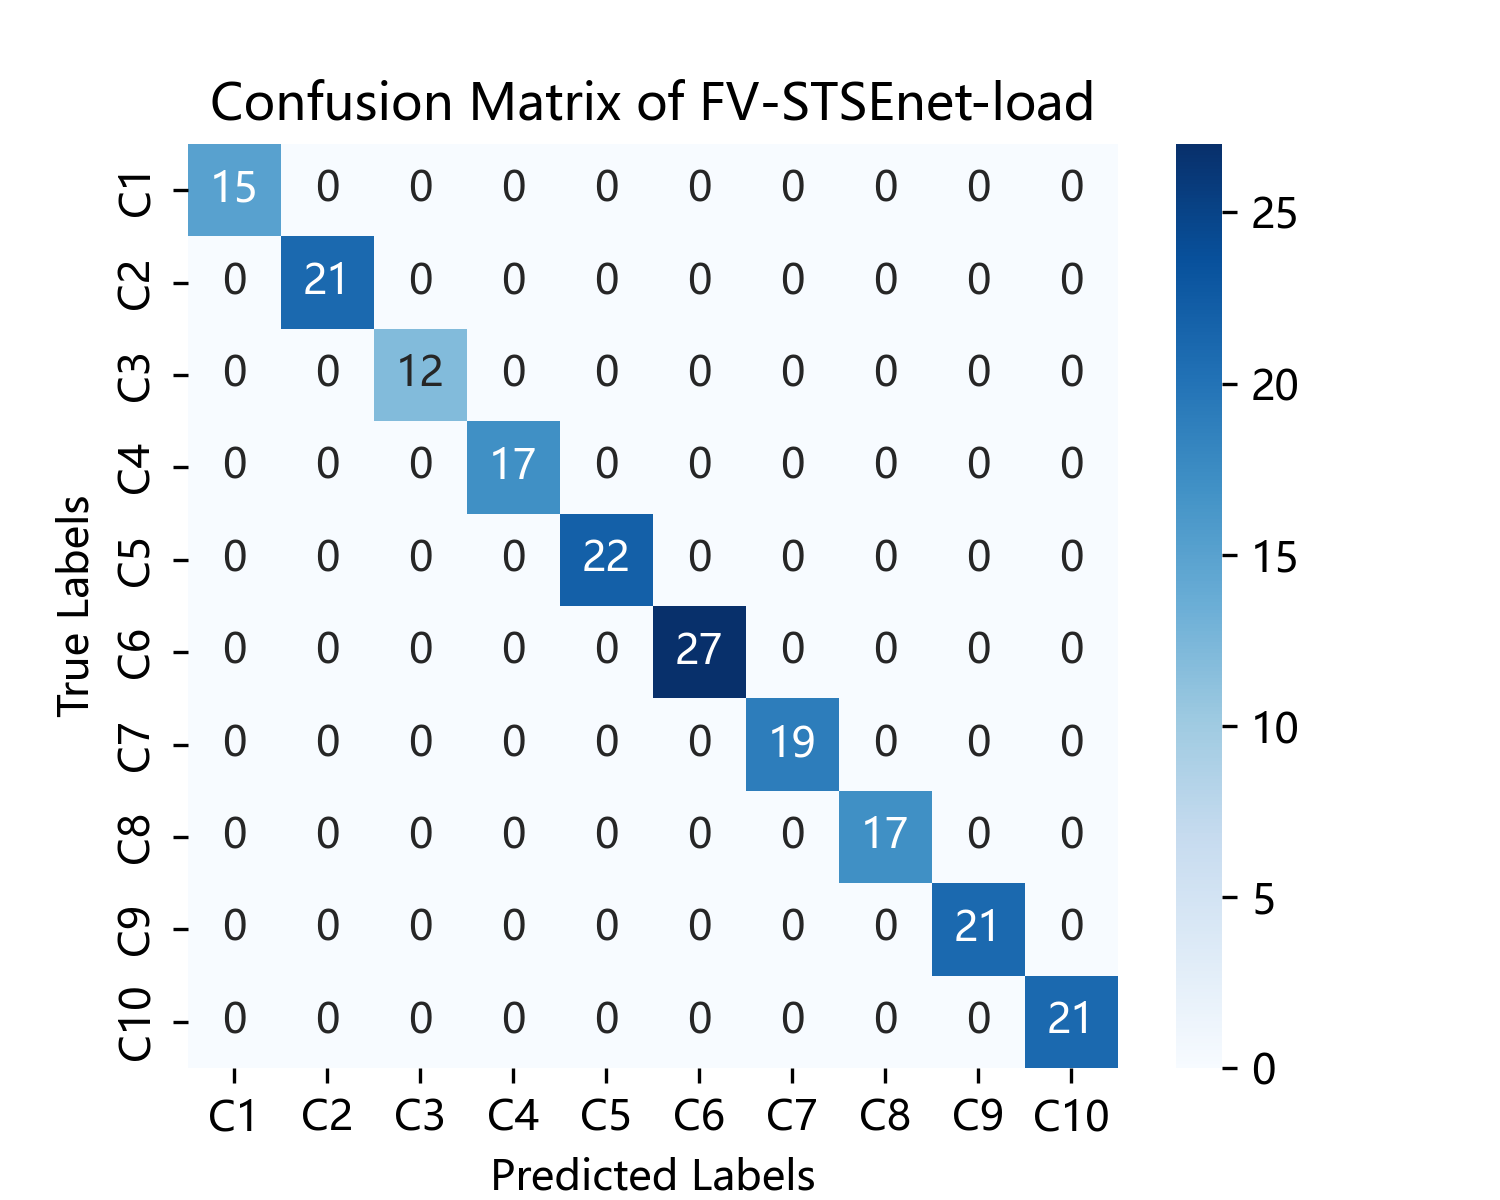 Confusion Matrix of FV-STSEnet-load
C1 15 0 0 0 0 0 0 0 0 0
C2 0 21 0 0 0 0 0 0 0 0
C3 0 0 12 0 0 0 0 0 0 0
C4 0 0 0 17 0 0 0 0 0 0
C5 0 0 0 0 22 0 0 0 0 0
C6 0 0 0 0 0 27 0 0 0 0
C7 0 0 0 0 0 0 19 0 0 0
C8 0 0 0 0 0 0 0 17 0 0
C9 0 0 0 0 0 0 0 0 21 0
C10 0 0 0 0 0 0 0 0 0 21
C1 C2 C3 C4 C5 C6 C7 C8 C9 C10
Predicted Labels
True Labels
25
20
15
10
5
0